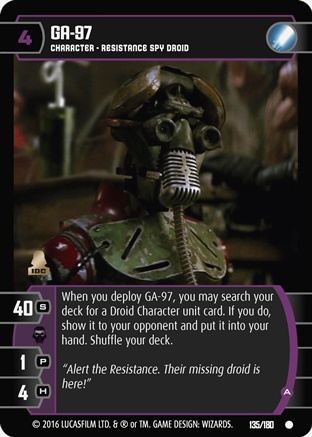 4
GA-97
CHARACTER - RESISTANCE SPY DROID
IDC
40 S
1 P
4 H
When you deploy GA-97, you may search your
deck for a Droid Character unit card. If you do,
show it to your opponent and put it into your
hand. Shuffle your deck.
“Alert the Resistance. Their missing droid is
here!”
A
© 2016 LUCASFILM LTD. & ® or TM. GAME DESIGN: WIZARDS.
135/180